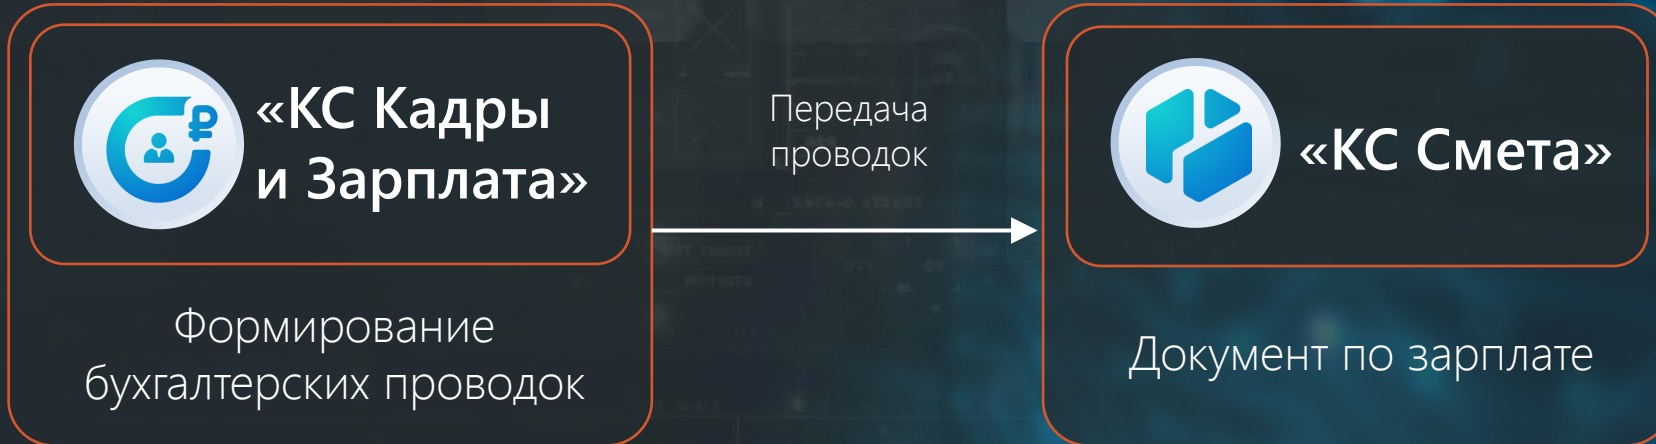 «КС Кадры
и Зарплата»
Формирование
бухгалтерских проводок
Передача
проводок
«КС Смета»
Документ по зарплате